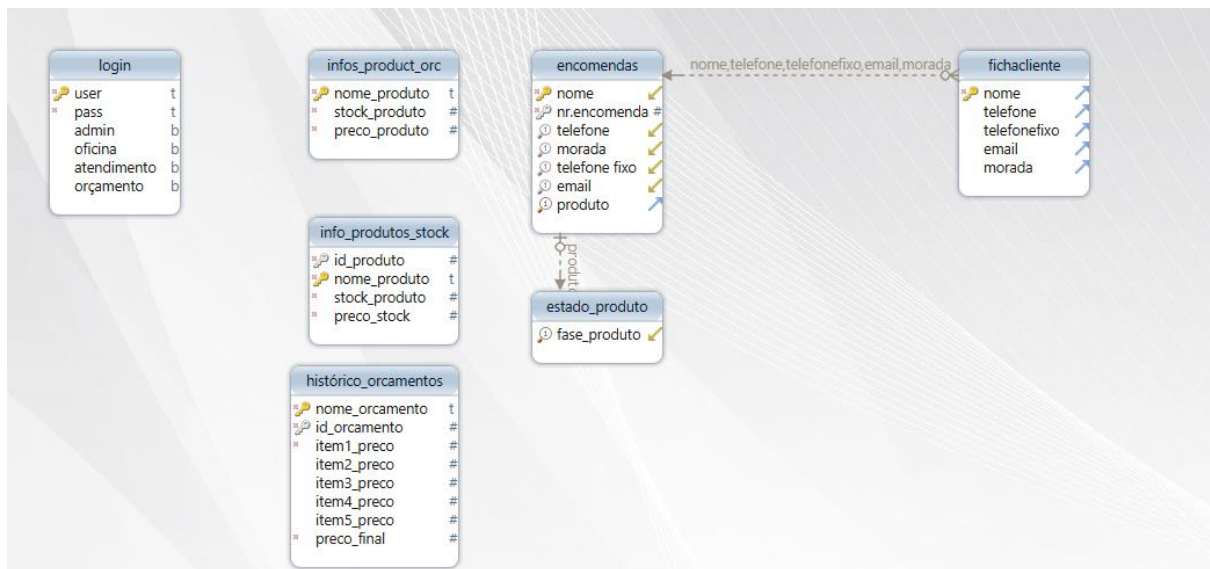 login
user t
pass t
admin b
oficina b
atendimento b
orçamento b
infos_product_orc
nome_produto t
stock_produto #
preco_produto #
info_produtos_stock
id_produto #
nome_produto t
stock_produto #
preco_stock #
histórico_orcamentos
nome_orcamento t
id_orcamento #
item1_preco #
item2_preco #
item3_preco #
item4_preco #
item5_preco #
preco_final #
encomendas
nome
nr.encomenda #
telefone
morada
telefone fixo
email
produto
produto
estado_produto
fase_produto
nome,telefone,telefonefixo,email,morada
fichacliente
nome
telefone
telefonefixo
email
morada